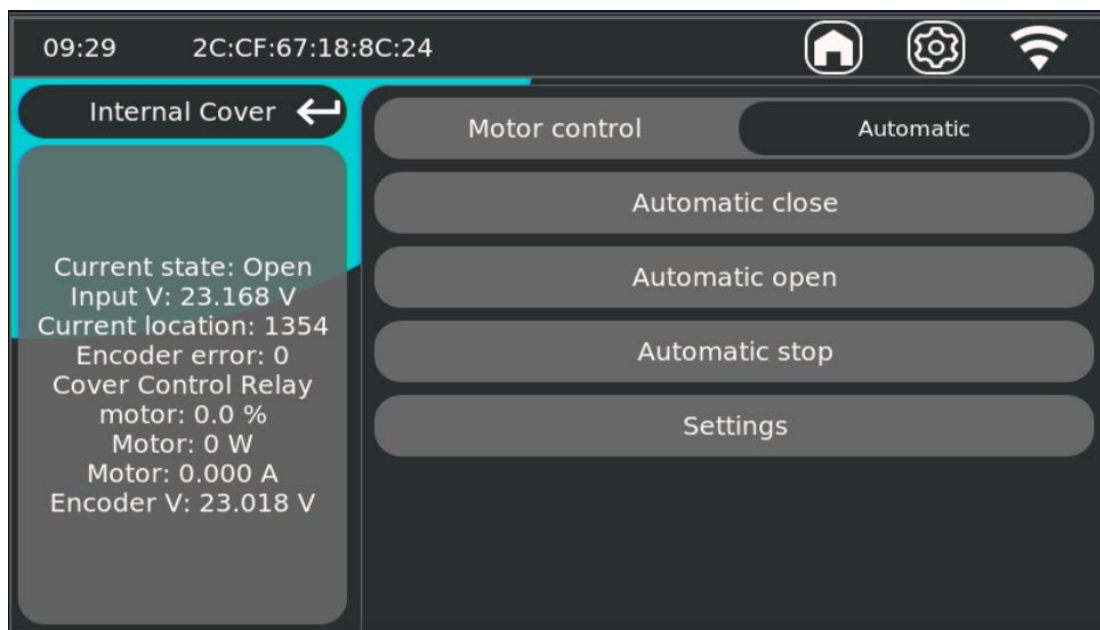 09:29 2C:CF:67:18:8C:24
Internal Cover
Current state: Open
Input V: 23.168 V
Current location: 1354
Encoder error: 0
Cover Control Relay
motor: 0.0 %
Motor: 0 W
Motor: 0.000 A
Encoder V: 23.018 V
Motor control Automatic
Automatic close
Automatic open
Automatic stop
Settings